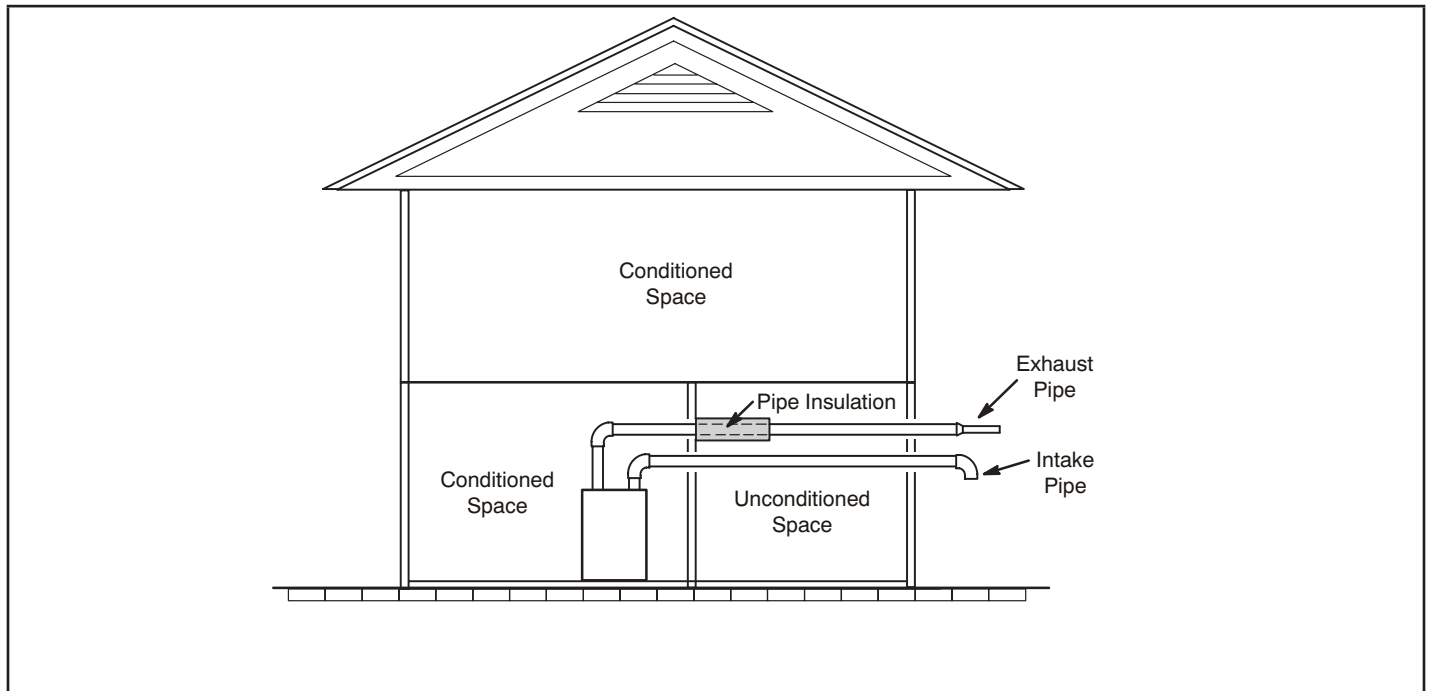 Conditioned
Space
Exhaust
Pipe
Pipe Insulation
Intake
Pipe
Conditioned
Space
Unconditioned
Space